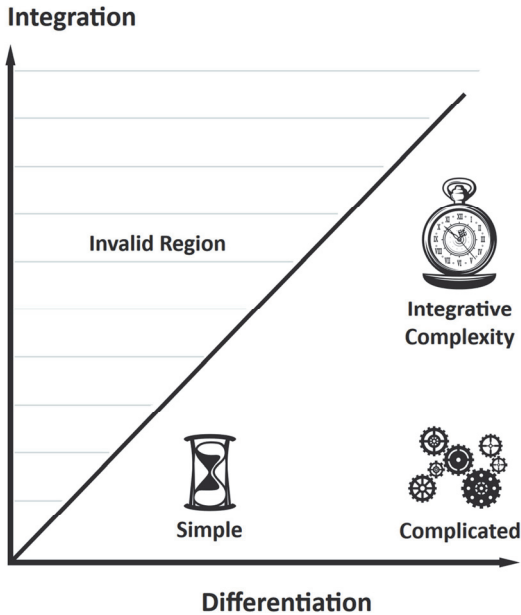 Integration
Invalid Region
Integrative
Complexity
Simple
Complicated
Differentiation